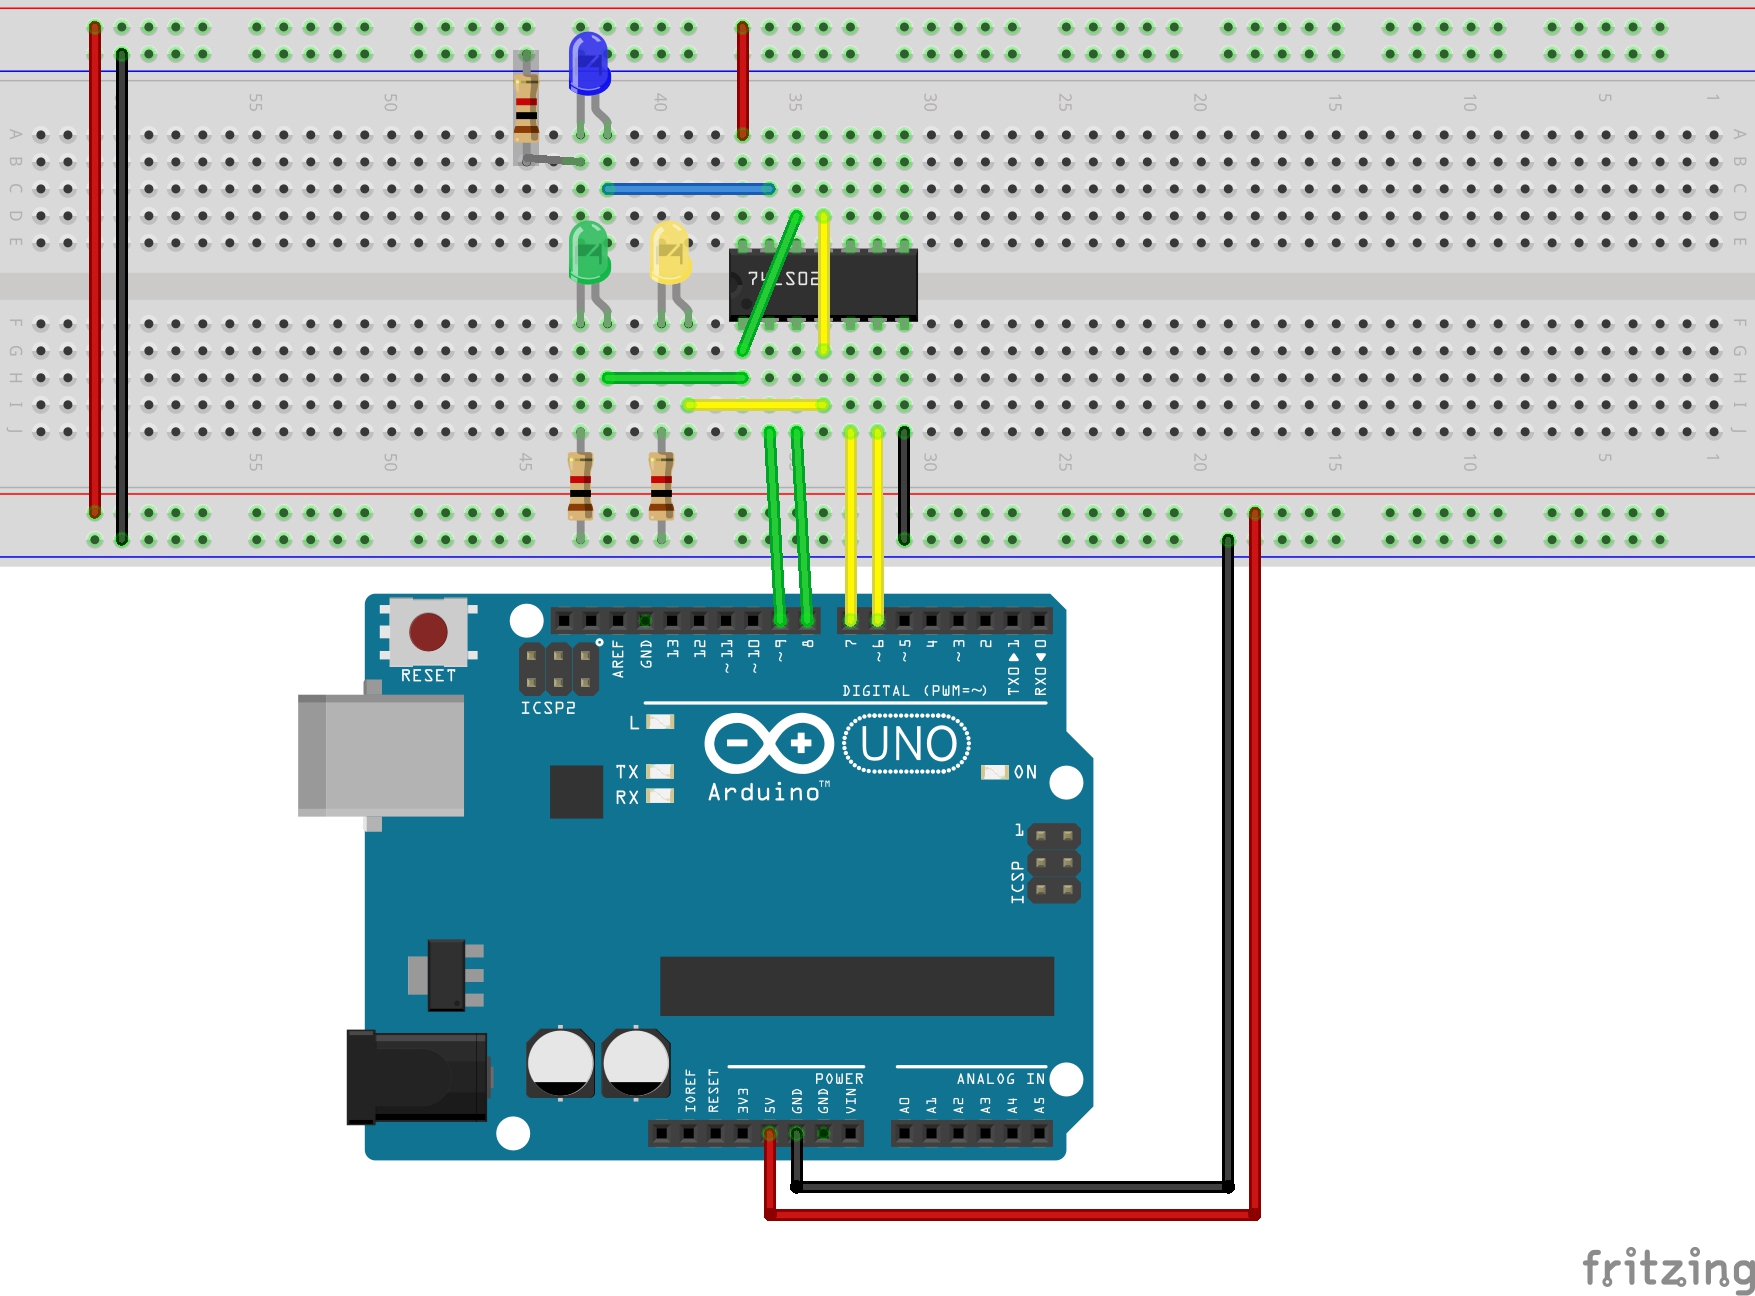 55 50 40 35 30 25 20 15 10 5 1
A A
B B
C C
D D
E E
74LS02
F F
G G
H H
I I
J J
55 50 45 35 30 25 20 15 10 5 1
RESET
ICSP2
AREF GND 13 12 ~11 ~10 ~9 8 7 ~6 ~5 4 ~3 2 TX0▶1 RX0◀0
DIGITAL (PWM=~)
L
TX
RX
UNO
Arduino™
ON
1
ICSP
POWER
ANALOG IN
IOREF RESET 3V3 5V GND GND VIN A0 A1 A2 A3 A4 A5
fritzing